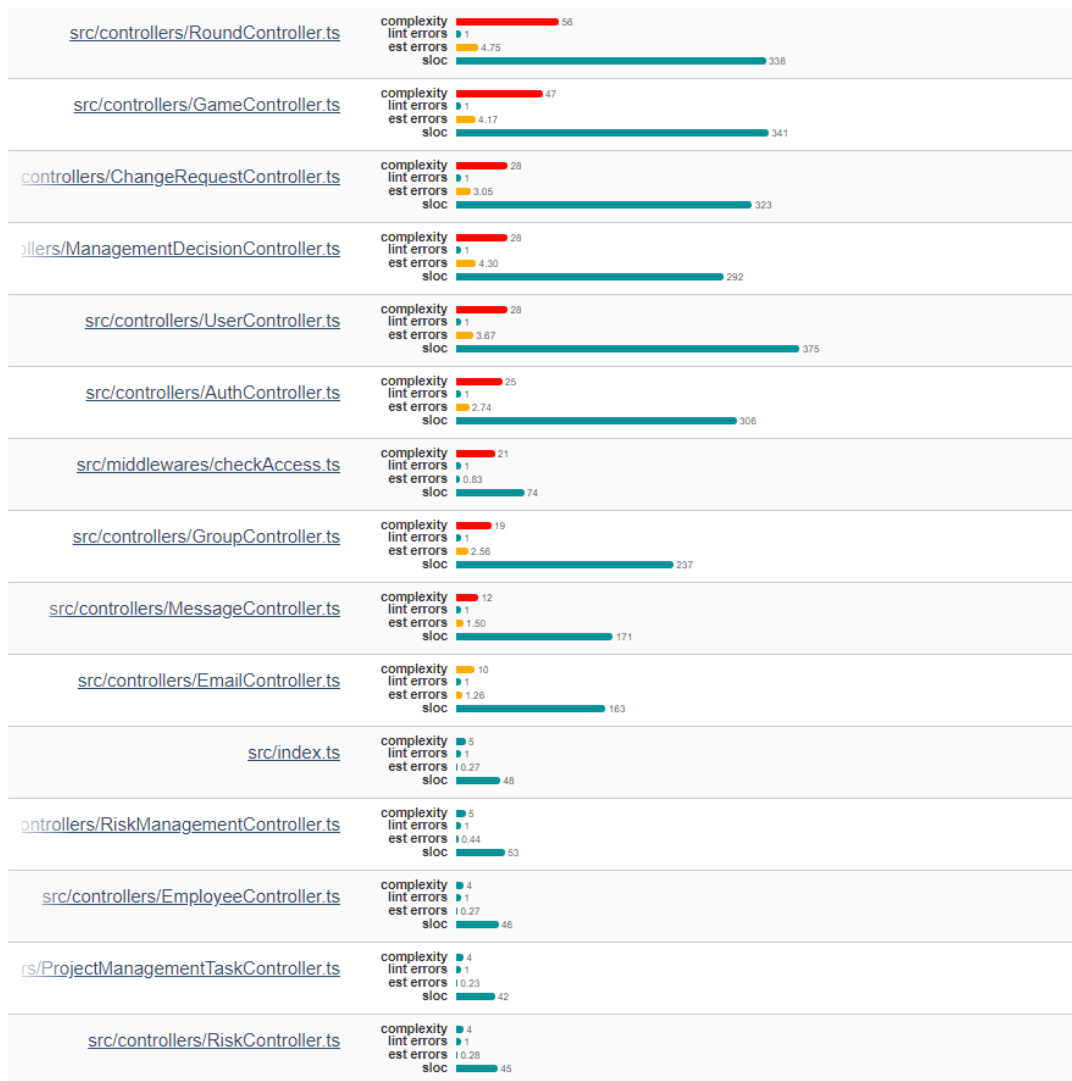 src/controllers/RoundController.ts
complexity 56
lint errors 1
est errors 4.75
sloc 338
src/controllers/GameController.ts
complexity 47
lint errors 1
est errors 4.17
sloc 341
controllers/ChangeRequestController.ts
complexity 28
lint errors 1
est errors 3.05
sloc 323
ollers/ManagementDecisionController.ts
complexity 28
lint errors 1
est errors 4.30
sloc 292
src/controllers/UserController.ts
complexity 28
lint errors 1
est errors 3.67
sloc 375
src/controllers/AuthController.ts
complexity 25
lint errors 1
est errors 2.74
sloc 306
src/middlewares/checkAccess.ts
complexity 21
lint errors 1
est errors 0.83
sloc 74
src/controllers/GroupController.ts
complexity 19
lint errors 1
est errors 2.56
sloc 237
src/controllers/MessageController.ts
complexity 12
lint errors 1
est errors 1.50
sloc 171
src/controllers/EmailController.ts
complexity 10
lint errors 1
est errors 1.26
sloc 163
src/index.ts
complexity 5
lint errors 1
est errors 0.27
sloc 48
ontrollers/RiskManagementController.ts
complexity 5
lint errors 1
est errors 0.44
sloc 53
src/controllers/EmployeeController.ts
complexity 4
lint errors 1
est errors 0.27
sloc 46
rs/ProjectManagementTaskController.ts
complexity 4
lint errors 1
est errors 0.23
sloc 42
src/controllers/RiskController.ts
complexity 4
lint errors 1
est errors 0.28
sloc 45